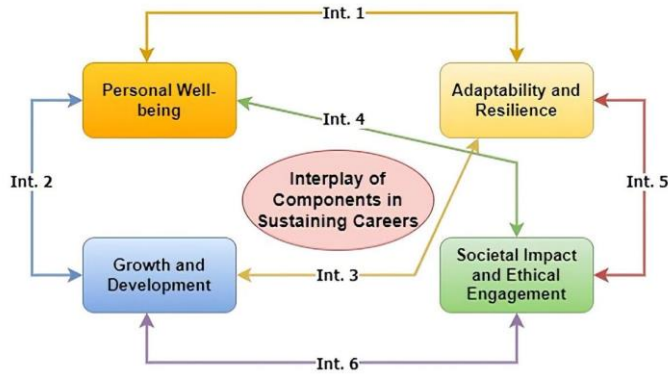 Int. 1
Personal Well-
being
Adaptability and
Resilience
Int. 4
Int. 2
Interplay of
Components in
Sustaining Careers
Int. 5
Growth and
Development
Int. 3
Societal Impact
and Ethical
Engagement
Int. 6